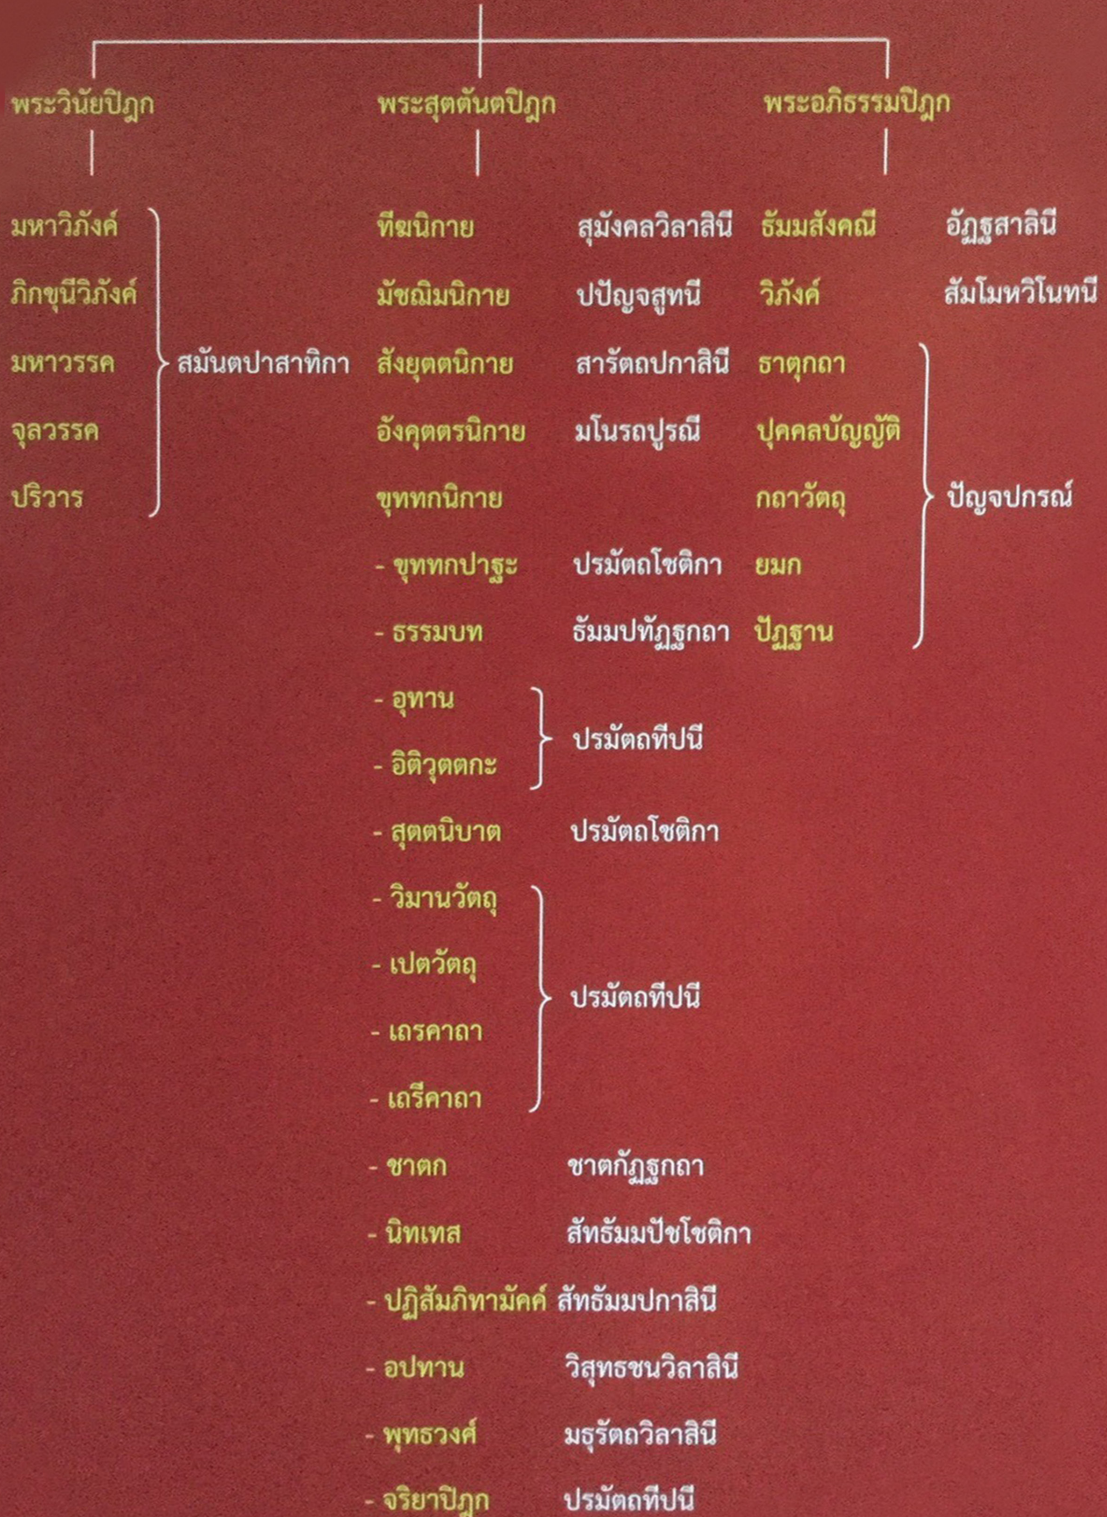 พระวินัยปิฎก พระสุตตันตปิฎก พระอภิธรรมปิฎก
มหาวิภังค์ ทีฆนิกาย สุมังคลวิลาสินี ธัมมสังคณี อัฏฐสาลินี
ภิกขุนีวิภังค์ มัชฌิมนิกาย ปปัญจสูทนี วิภังค์ สัมโมหวิโนทนี
มหาวรรค สมันตปาสาทิกา สังยุตตนิกาย สารัตถปกาสินี ธาตุกถา
จุลวรรค อังคุตตรนิกาย มโนรถปูรณี ปุคคลบัญญัติ
ปริวาร ขุททกนิกาย กถาวัตถุ ปัญจปกรณ์
- ขุททกปาฐะ ปรมัตถโชติกา ยมก
- ธรรมบท ธัมมปทัฏฐกถา ปัฏฐาน
- อุทาน
ปรมัตถทีปนี
- อิติวุตตกะ
- สุตตนิบาต ปรมัตถโชติกา
- วิมานวัตถุ
- เปตวัตถุ
ปรมัตถทีปนี
- เถรคาถา
- เถรีคาถา
- ชาตก ชาตกัฏฐกถา
- นิทเทส สัทธัมมปัชโชติกา
- ปฏิสัมภิทามัคค์ สัทธัมมปกาสินี
- อปทาน วิสุทธชนวิลาสินี
- พุทธวงศ์ มธุรัตถวิลาสินี
- จริยาปิฎก ปรมัตถทีปนี